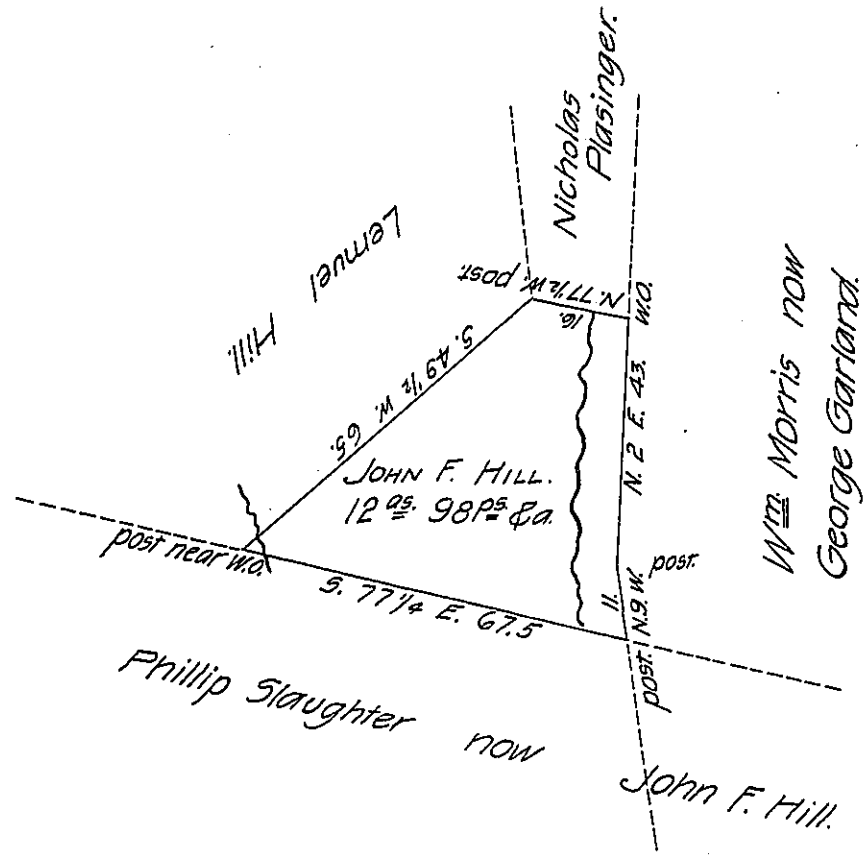 Nicholas
Plasinger.
Lemuel Hill.
post.
N. 77 1/2 W.
16.
W.O.
S. 49 1/2 W. 65.
N. 2 E. 43.
JOHN F. HILL.
12 as. 98 Ps. &a.
Wm. Morris now
George Garland.
post near W.O.
S. 77 1/4 E. 67.5
post.
N. 9 W. 11.
post.
Phillip Slaughter now John F. Hill.